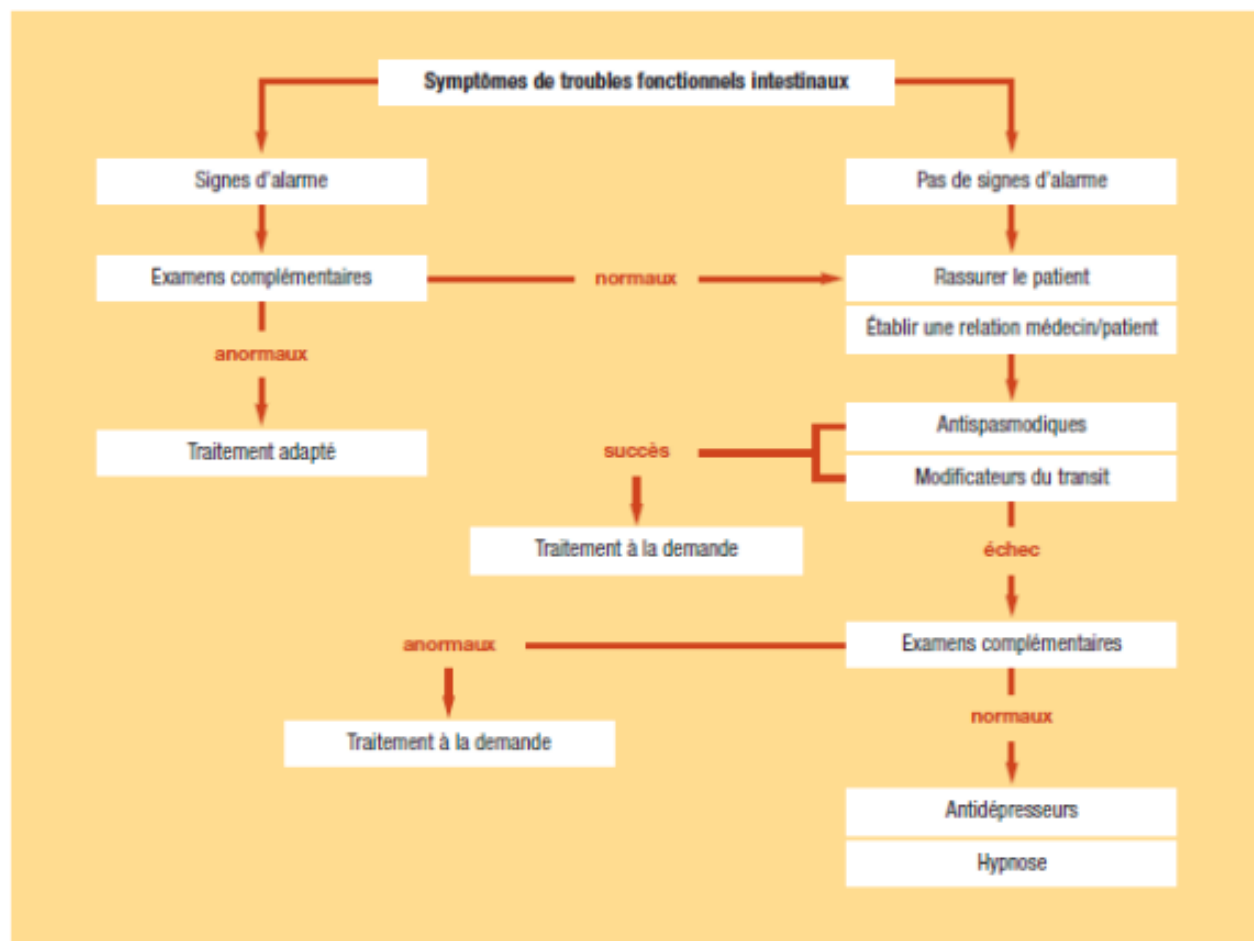 Symptômes de troubles fonctionnels intestinaux
Signes d'alarme
Pas de signes d'alarme
Examens complémentaires
normaux
Rassurer le patient
Établir une relation médecin/patient
anormaux
Antispasmodiques
Traitement adapté
succès
Modificateurs du transit
Traitement à la demande
échec
Examens complémentaires
anormaux
normaux
Traitement à la demande
Antidépresseurs
Hypnose